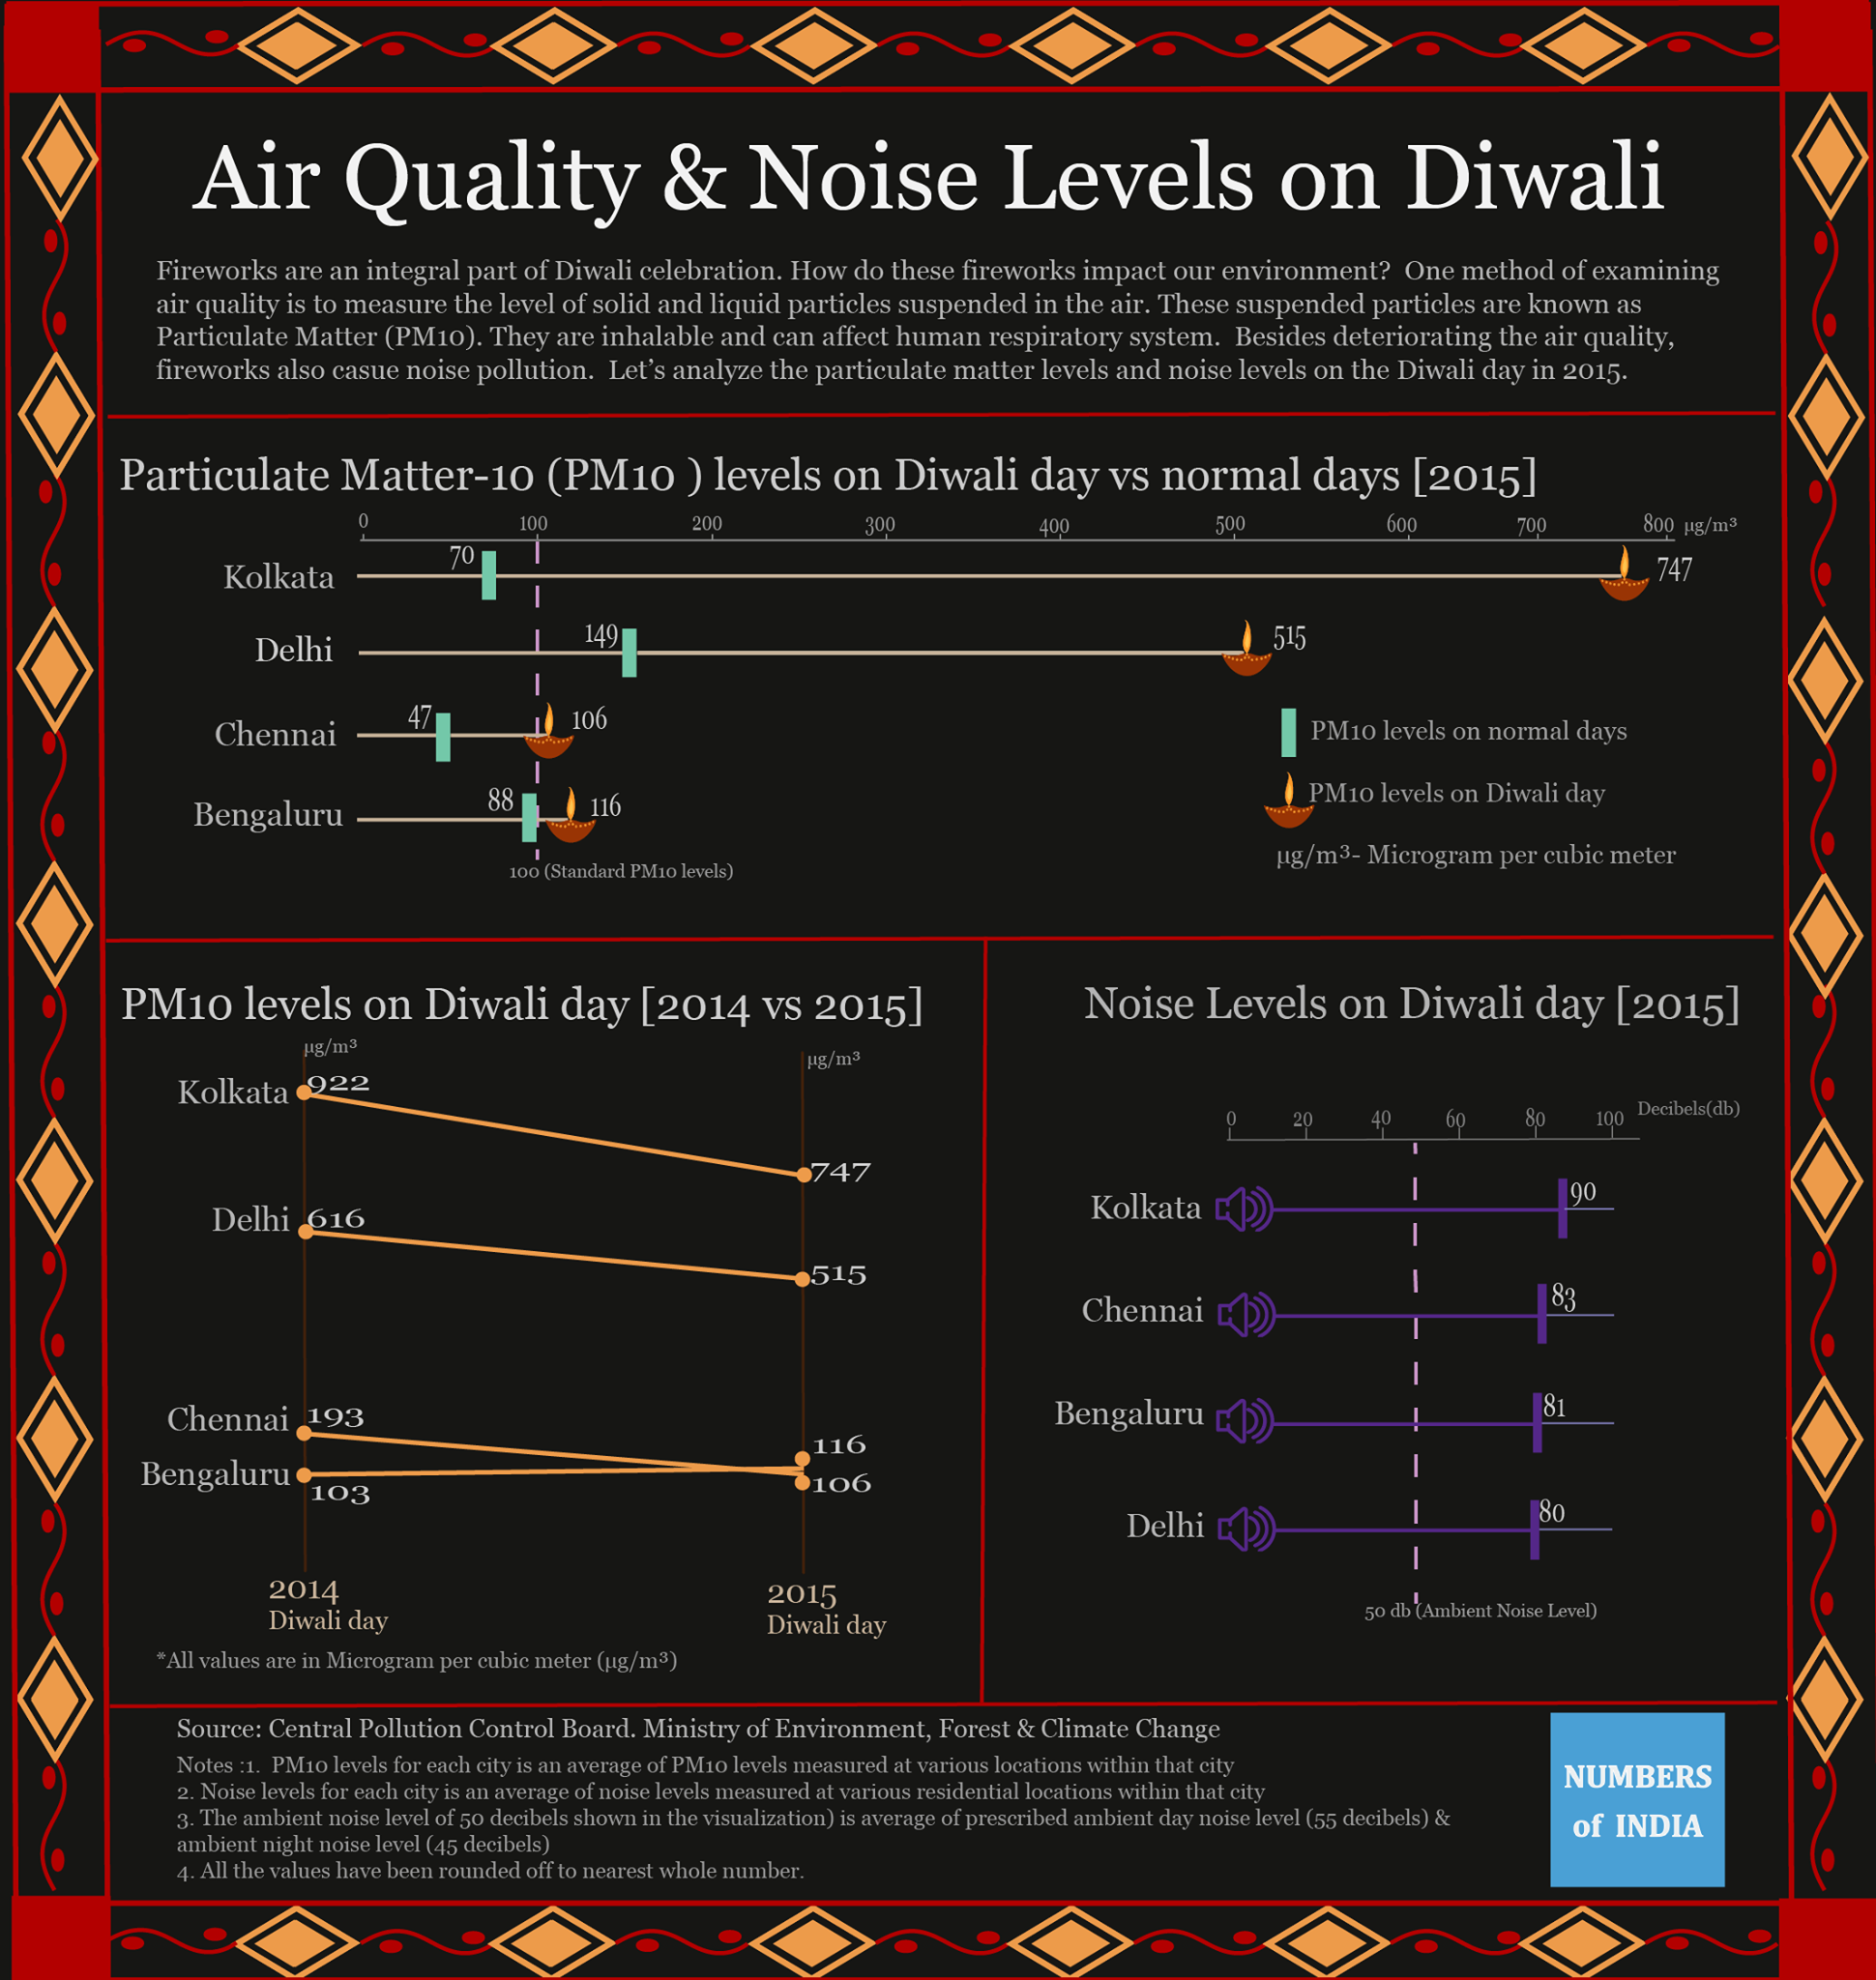 Air Quality & Noise Levels on Diwali
Fireworks are an integral part of Diwali celebration. How do these fireworks impact our environment?  One method of examining
air quality is to measure the level of solid and liquid particles suspended in the air. These suspended particles are known as
Particulate Matter (PM10). They are inhalable and can affect human respiratory system.  Besides deteriorating the air quality,
fireworks also casue noise pollution.  Let's analyze the particulate matter levels and noise levels on the Diwali day in 2015.
Particulate Matter-10 (PM10 ) levels on Diwali day vs normal days [2015]
0 100 200 300 400 500 600 700 800 µg/m³
Kolkata 70 747
Delhi 149 515
Chennai 47 106
Bengaluru 88 116
100 (Standard PM10 levels)
PM10 levels on normal days
PM10 levels on Diwali day
µg/m³- Microgram per cubic meter
PM10 levels on Diwali day [2014 vs 2015]
µg/m³ µg/m³
Kolkata 922 747
Delhi 616 515
Chennai 193 116
Bengaluru 103 106
2014 2015
Diwali day Diwali day
*All values are in Microgram per cubic meter (µg/m³)
Noise Levels on Diwali day [2015]
0 20 40 60 80 100 Decibels(db)
Kolkata 90
Chennai 83
Bengaluru 81
Delhi 80
50 db (Ambient Noise Level)
Source: Central Pollution Control Board. Ministry of Environment, Forest & Climate Change
Notes :1.  PM10 levels for each city is an average of PM10 levels measured at various locations within that city
2. Noise levels for each city is an average of noise levels measured at various residential locations within that city
3. The ambient noise level of 50 decibels shown in the visualization) is average of prescribed ambient day noise level (55 decibels) &
ambient night noise level (45 decibels)
4. All the values have been rounded off to nearest whole number.
NUMBERS
of INDIA